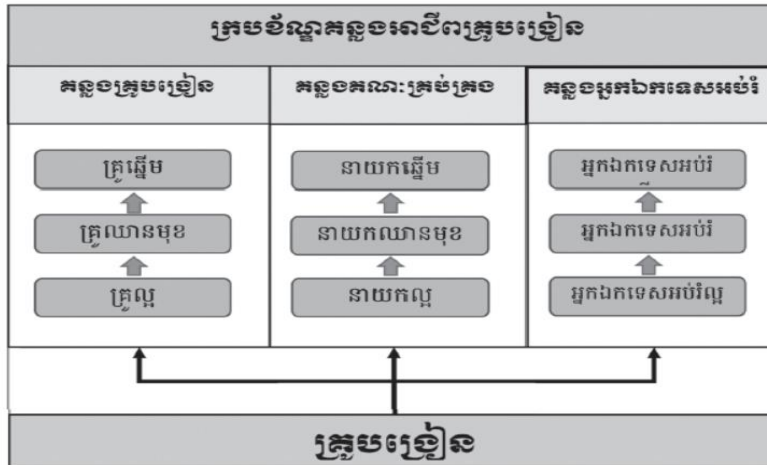 ក្របខ័ណ្ឌគន្លងអាជីពគ្រូបង្រៀន
គន្លងគ្រូបង្រៀន
គន្លងគណៈគ្រប់គ្រង
គន្លងអ្នកឯកទេសអប់រំ
គ្រូឆ្នើម
នាយកឆ្នើម
អ្នកឯកទេសអប់រំ
គ្រូឈានមុខ
នាយកឈានមុខ
អ្នកឯកទេសអប់រំ
គ្រូល្អ
នាយកល្អ
អ្នកឯកទេសអប់រំល្អ
គ្រូបង្រៀន